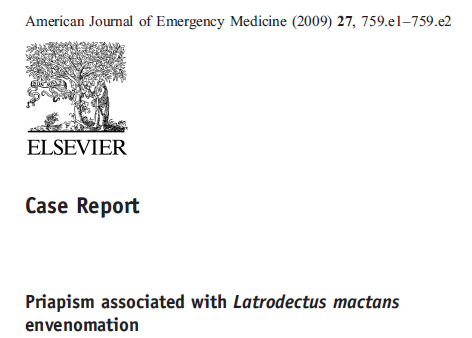 American Journal of Emergency Medicine (2009) 27, 759.e1–759.e2
ELSEVIER
Case Report
Priapism associated with Latrodectus mactans
envenomation